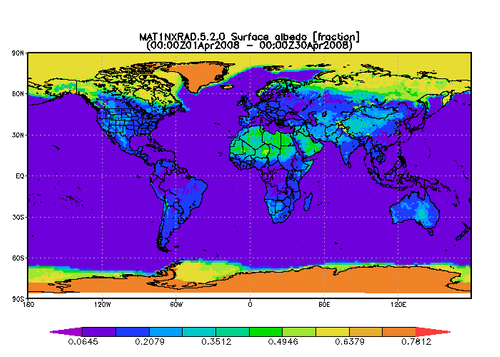 MAT1NXRAD.5.2.0 Surface albedo [fraction]
(00:00Z01Apr2008 – 00:00Z30Apr2008)
90N
60N
30N
EQ
30S
60S
90S
180 120W 60W 0 60E 120E
0.0645 0.2079 0.3512 0.4946 0.6379 0.7812